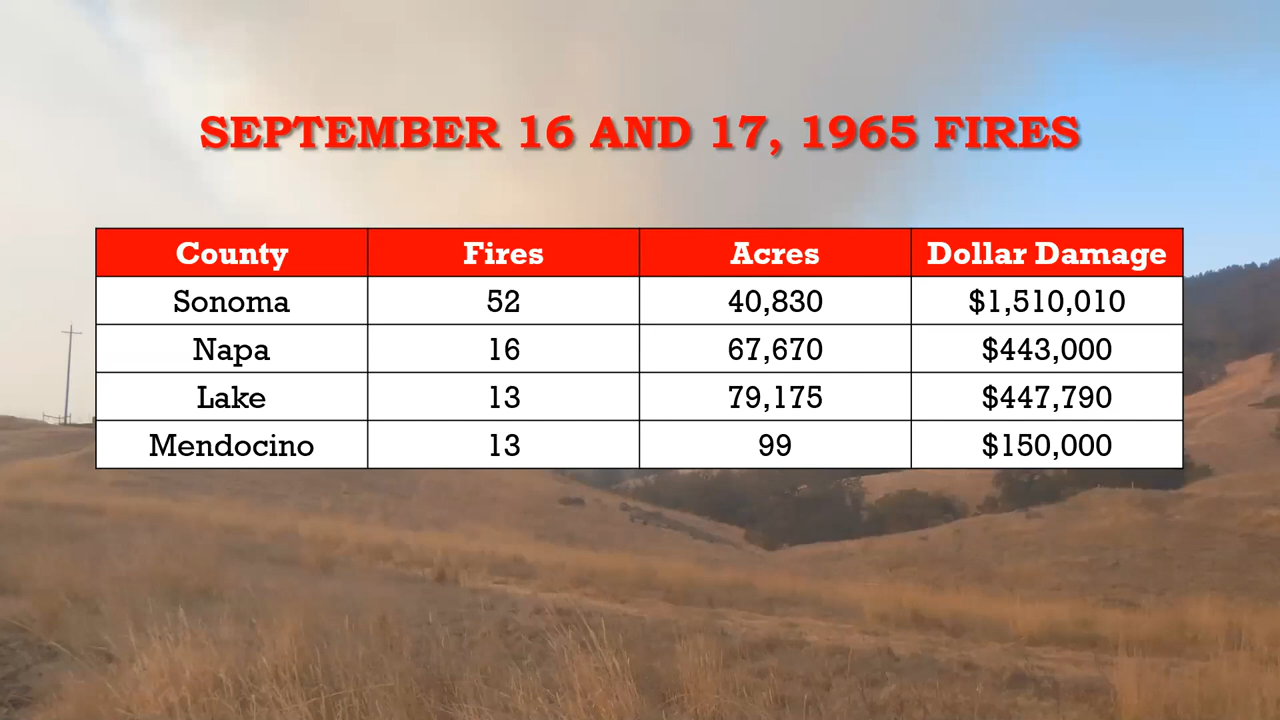 SEPTEMBER 16 AND 17, 1965 FIRES
County Fires Acres Dollar Damage
Sonoma 52 40,830 $1,510,010
Napa 16 67,670 $443,000
Lake 13 79,175 $447,790
Mendocino 13 99 $150,000